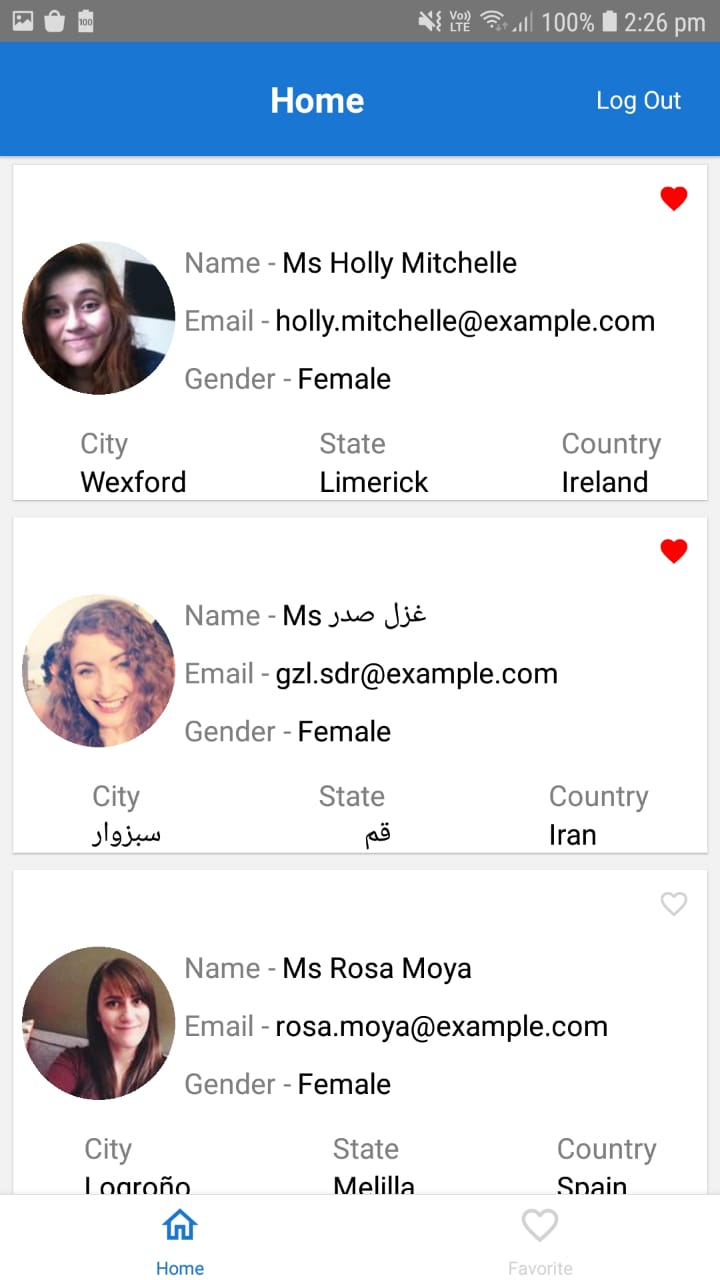 100% 2:26 pm
Home Log Out
Name - Ms Holly Mitchelle
Email - holly.mitchelle@example.com
Gender - Female
City State Country
Wexford Limerick Ireland
Name - Ms غزل صدر
Email - gzl.sdr@example.com
Gender - Female
City State Country
سبزوار قم Iran
Name - Ms Rosa Moya
Email - rosa.moya@example.com
Gender - Female
City State Country
Logroño Melilla Spain
Home Favorite